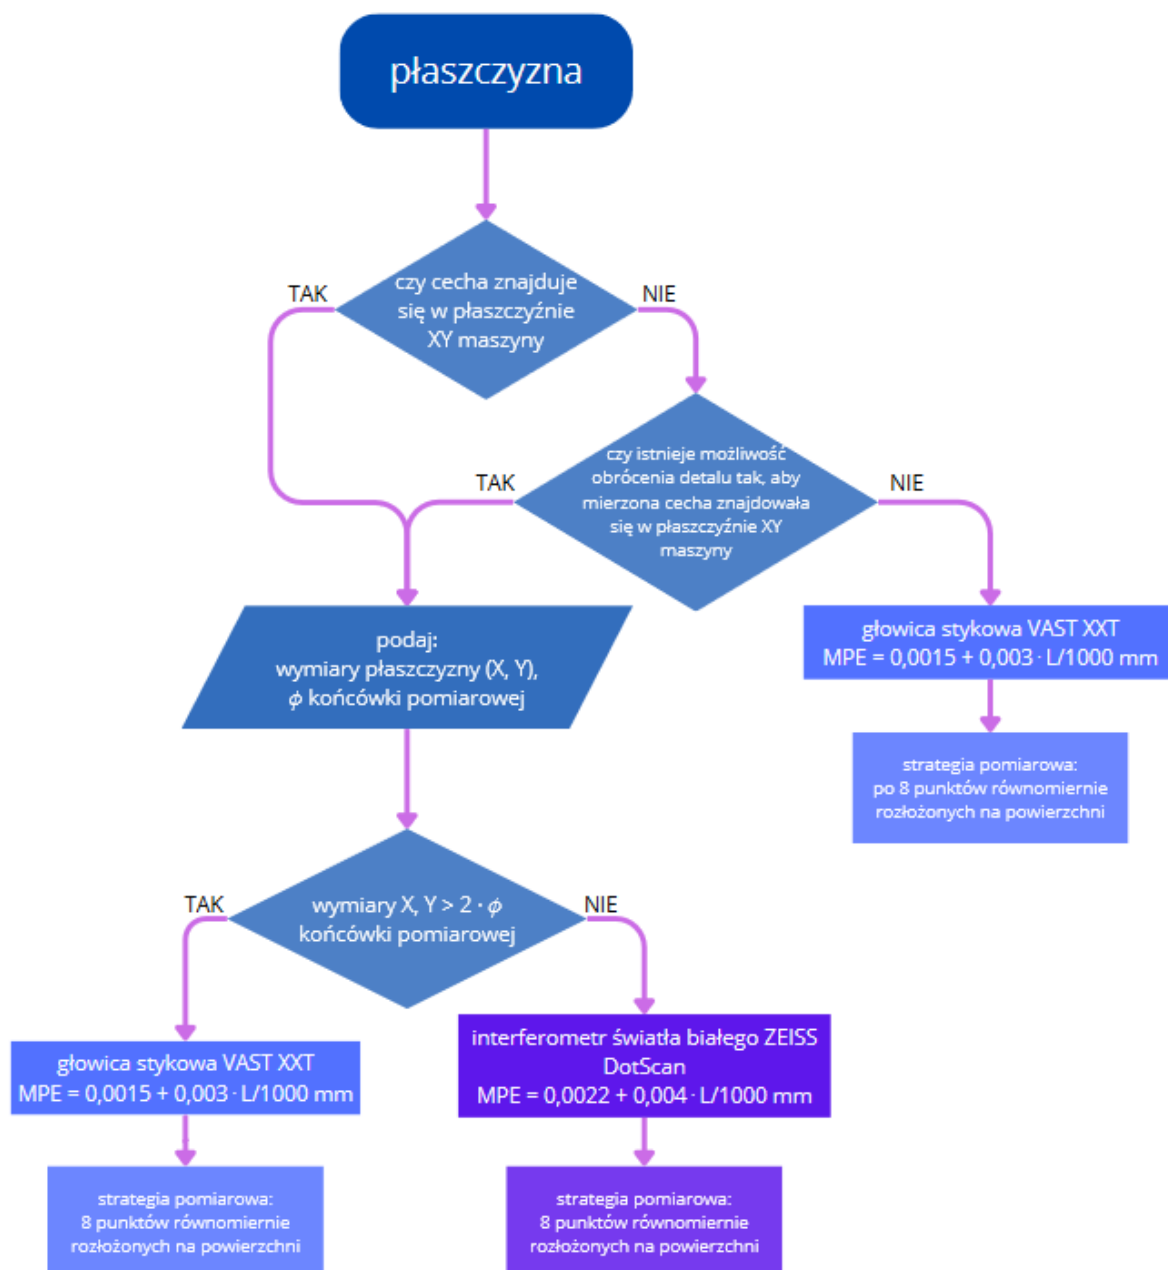 płaszczyzna
czy cecha znajduje
się w płaszczyźnie
XY maszyny
TAK
NIE
czy istnieje możliwość
obrócenia detalu tak, aby
mierzona cecha znajdowała
się w płaszczyźnie XY
maszyny
TAK
NIE
głowica stykowa VAST XXT
MPE = 0,0015 + 0,003 · L/1000 mm
strategia pomiarowa:
po 8 punktów równomiernie
rozłożonych na powierzchni
podaj:
wymiary płaszczyzny (X, Y),
ϕ końcówki pomiarowej
wymiary X, Y > 2 · ϕ
końcówki pomiarowej
TAK
NIE
głowica stykowa VAST XXT
MPE = 0,0015 + 0,003 · L/1000 mm
strategia pomiarowa:
8 punktów równomiernie
rozłożonych na powierzchni
interferometr światła białego ZEISS
DotScan
MPE = 0,0022 + 0,004 · L/1000 mm
strategia pomiarowa:
8 punktów równomiernie
rozłożonych na powierzchni